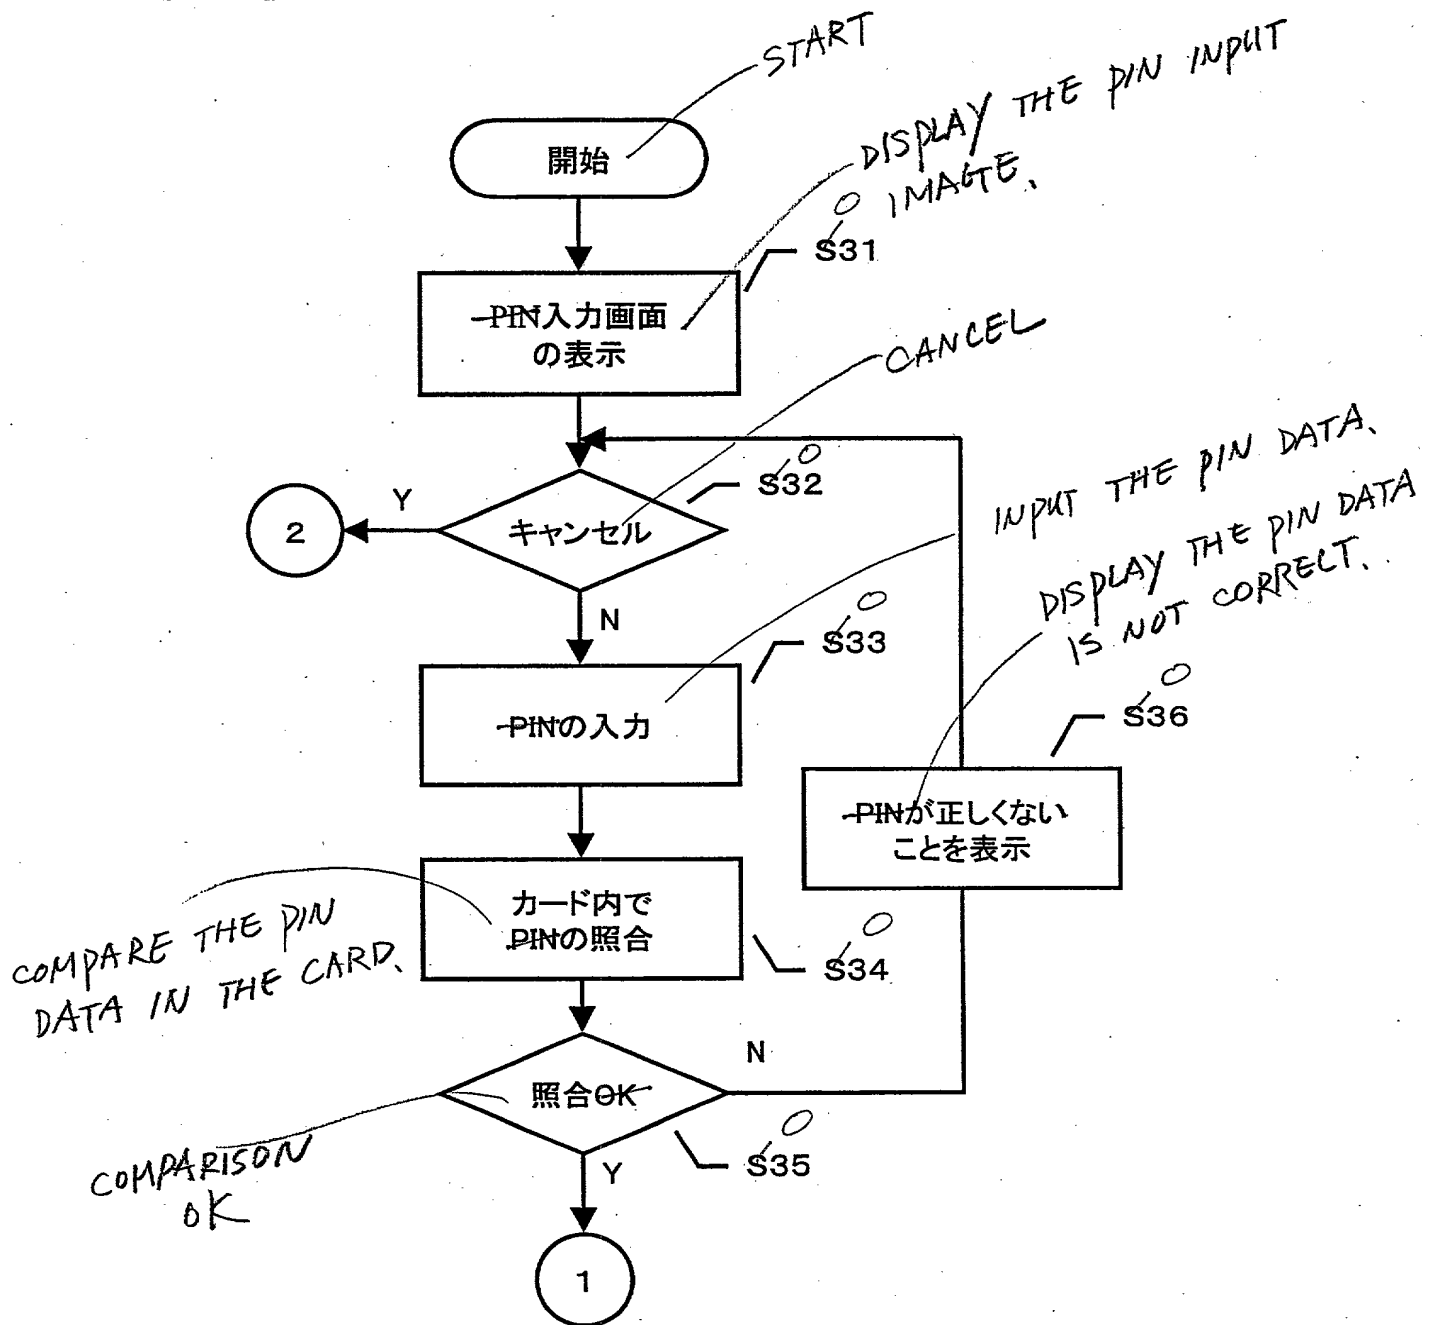 START
DISPLAY THE PIN INPUT
IMAGE.
開始
S31
PIN入力画面
の表示
CANCEL
S32
Y
2
キャンセル
INPUT THE PIN DATA.
DISPLAY THE PIN DATA
IS NOT CORRECT.
N
S33
PINの入力
S36
PINが正しくない
ことを表示
カード内で
PINの照合
COMPARE THE PIN
DATA IN THE CARD.
S34
N
照合OK
COMPARISON
OK
S35
Y
1